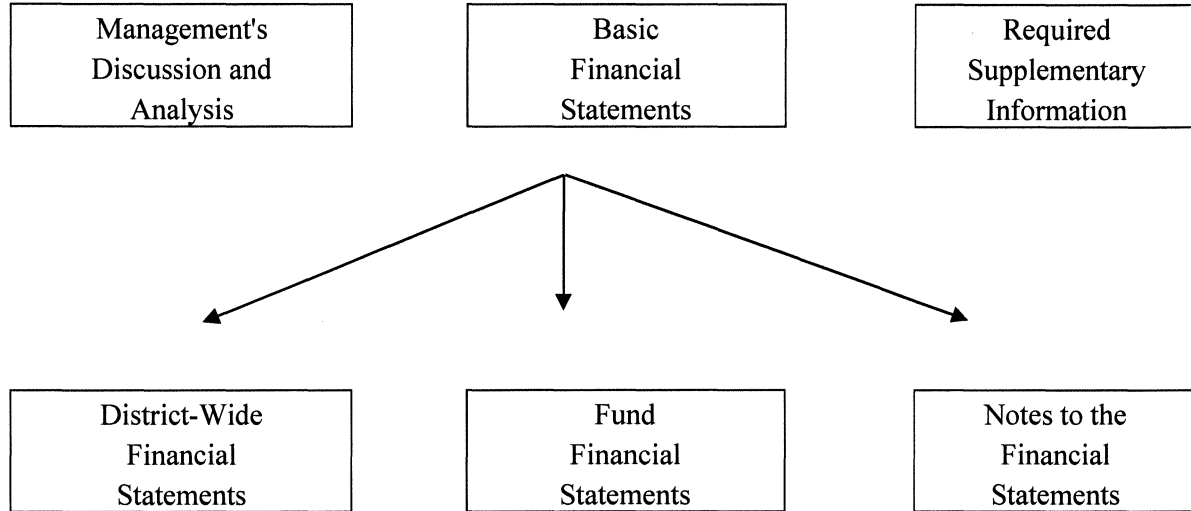 Management's
Discussion and
Analysis
Basic
Financial
Statements
Required
Supplementary
Information
District-Wide
Financial
Statements
Fund
Financial
Statements
Notes to the
Financial
Statements